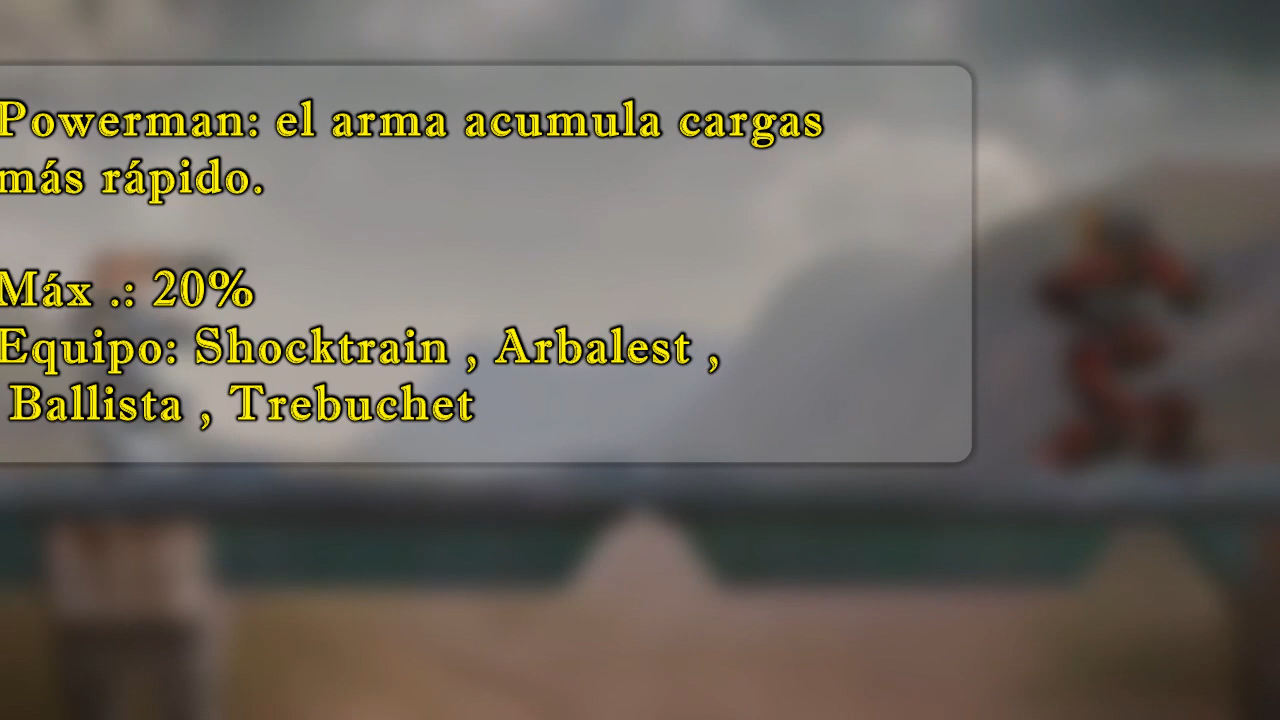 Powerman: el arma acumula cargas
más rápido.
Máx .: 20%
Equipo: Shocktrain , Arbalest ,
Ballista , Trebuchet